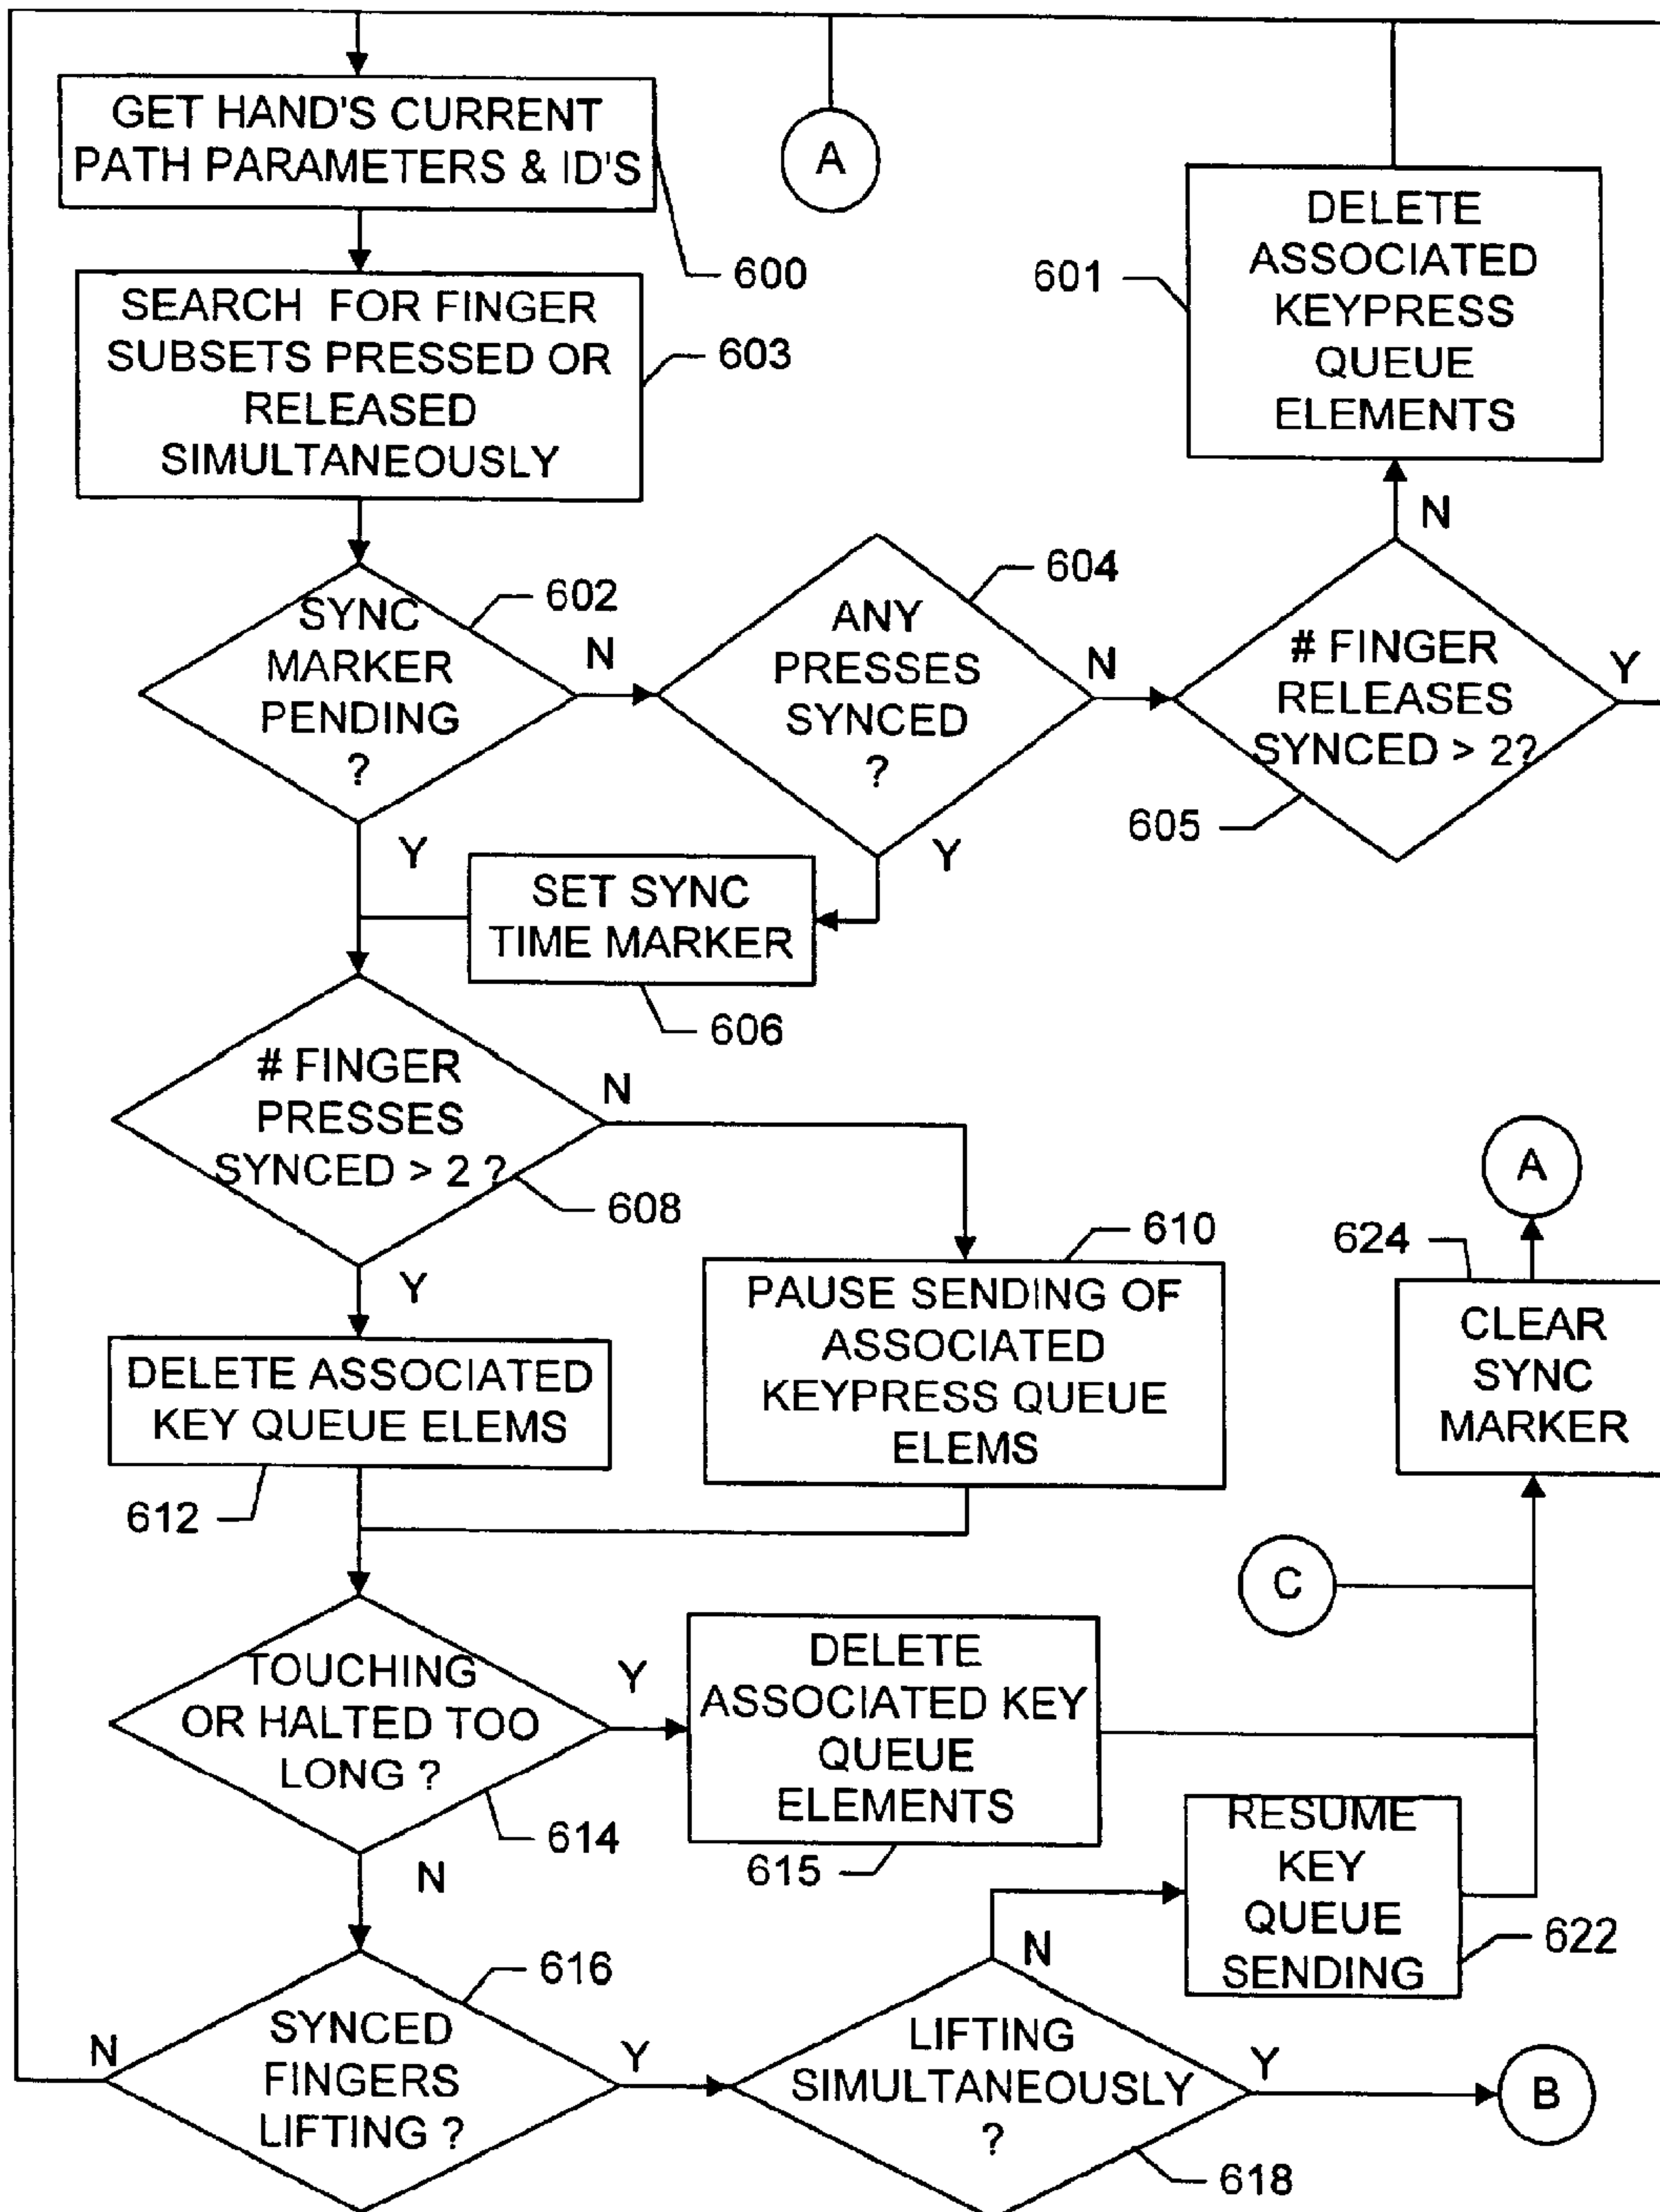 GET HAND'S CURRENT
PATH PARAMETERS & ID'S
600
A
DELETE
ASSOCIATED
KEYPRESS
QUEUE
ELEMENTS
601
SEARCH FOR FINGER
SUBSETS PRESSED OR
RELEASED
SIMULTANEOUSLY
603
N
SYNC
MARKER
PENDING
?
602
N
Y
ANY
PRESSES
SYNCED
?
604
N
Y
# FINGER
RELEASES
SYNCED > 2?
605
Y
SET SYNC
TIME MARKER
606
# FINGER
PRESSES
SYNCED > 2 ?
608
N
Y
PAUSE SENDING OF
ASSOCIATED
KEYPRESS QUEUE
ELEMS
610
A
624
CLEAR
SYNC
MARKER
DELETE ASSOCIATED
KEY QUEUE ELEMS
612
C
TOUCHING
OR HALTED TOO
LONG ?
614
Y
N
DELETE
ASSOCIATED KEY
QUEUE
ELEMENTS
615
RESUME
KEY
QUEUE
SENDING
622
SYNCED
FINGERS
LIFTING ?
616
N
Y
LIFTING
SIMULTANEOUSLY
?
618
N
Y
B